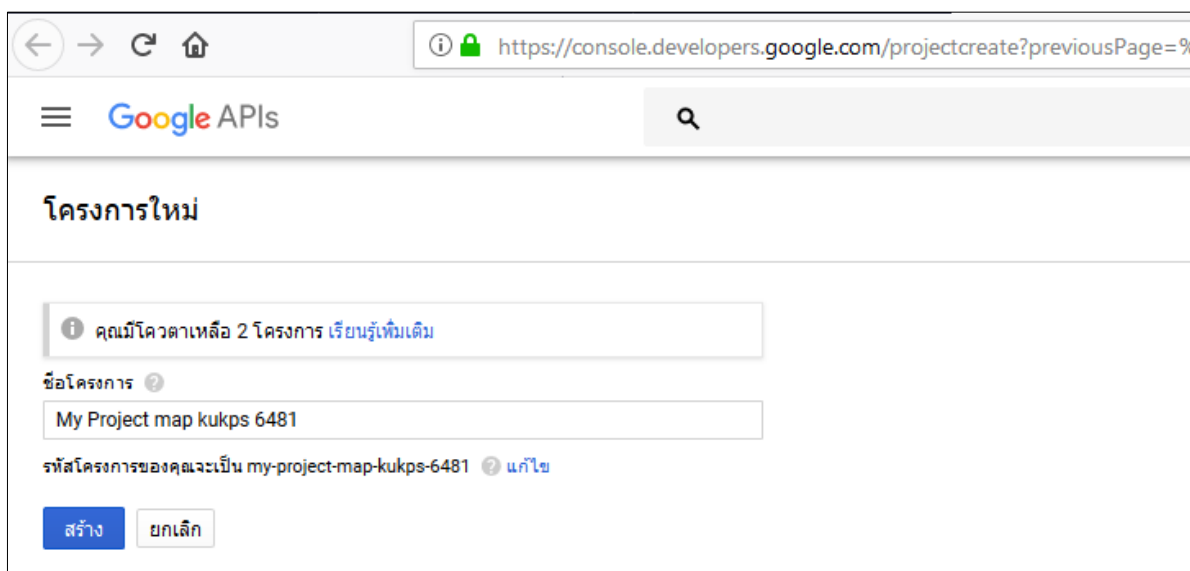 https://console.developers.google.com/projectcreate?previousPage=%
Google APIs
โครงการใหม่
คุณมีโควตาเหลือ 2 โครงการ เรียนรู้เพิ่มเติม
ชื่อโครงการ
My Project map kukps 6481
รหัสโครงการของคุณจะเป็น my-project-map-kukps-6481 แก้ไข
สร้าง ยกเลิก